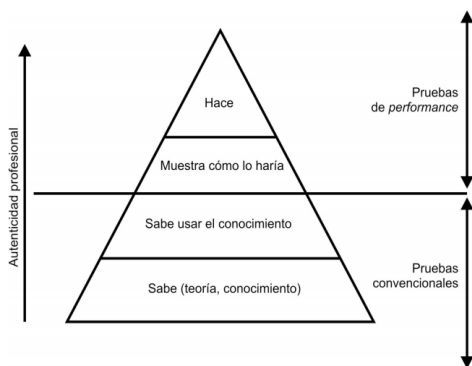 Autenticidad profesional
Hace
Muestra cómo lo haría
Sabe usar el conocimiento
Sabe (teoría, conocimiento)
Pruebas
de performance
Pruebas
convencionales